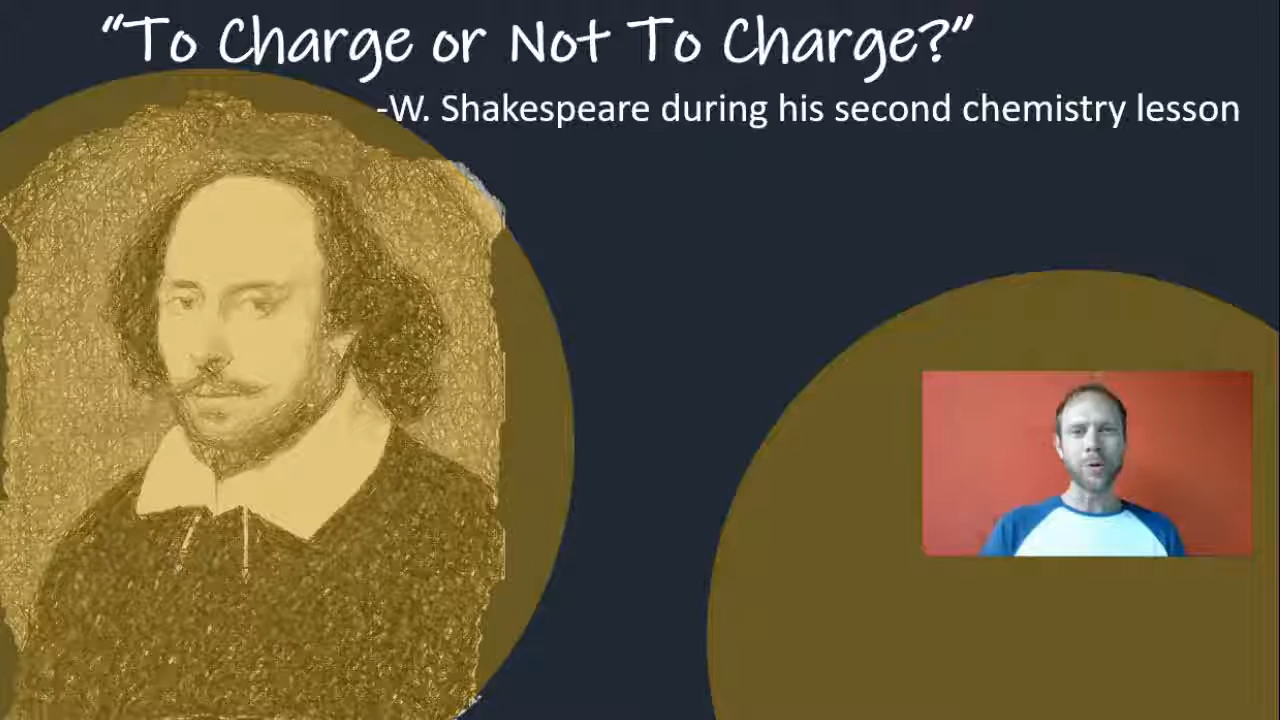 “To Charge or Not To Charge?”
-W. Shakespeare during his second chemistry lesson